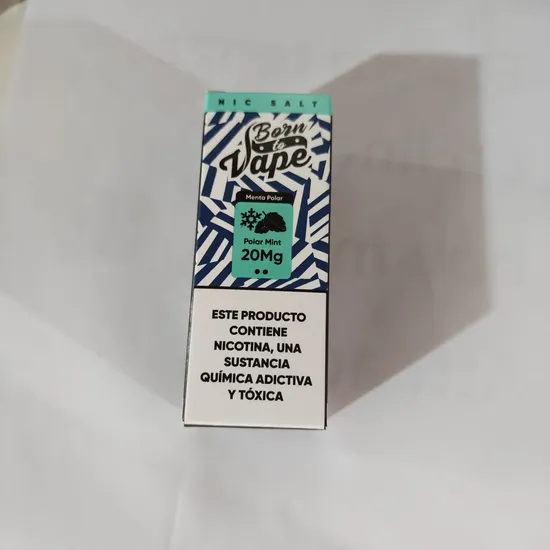 NIC SALT
Born
to
Vape
Menta Polar
Polar Mint
20Mg
ESTE PRODUCTO
CONTIENE
NICOTINA, UNA
SUSTANCIA
QUÍMICA ADICTIVA
Y TÓXICA